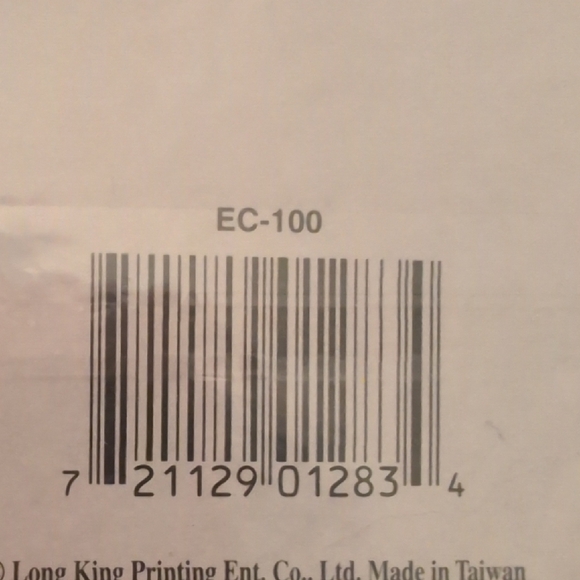 EC-100
7 21129 01283 4
© Long King Printing Ent. Co., Ltd. Made in Taiwan